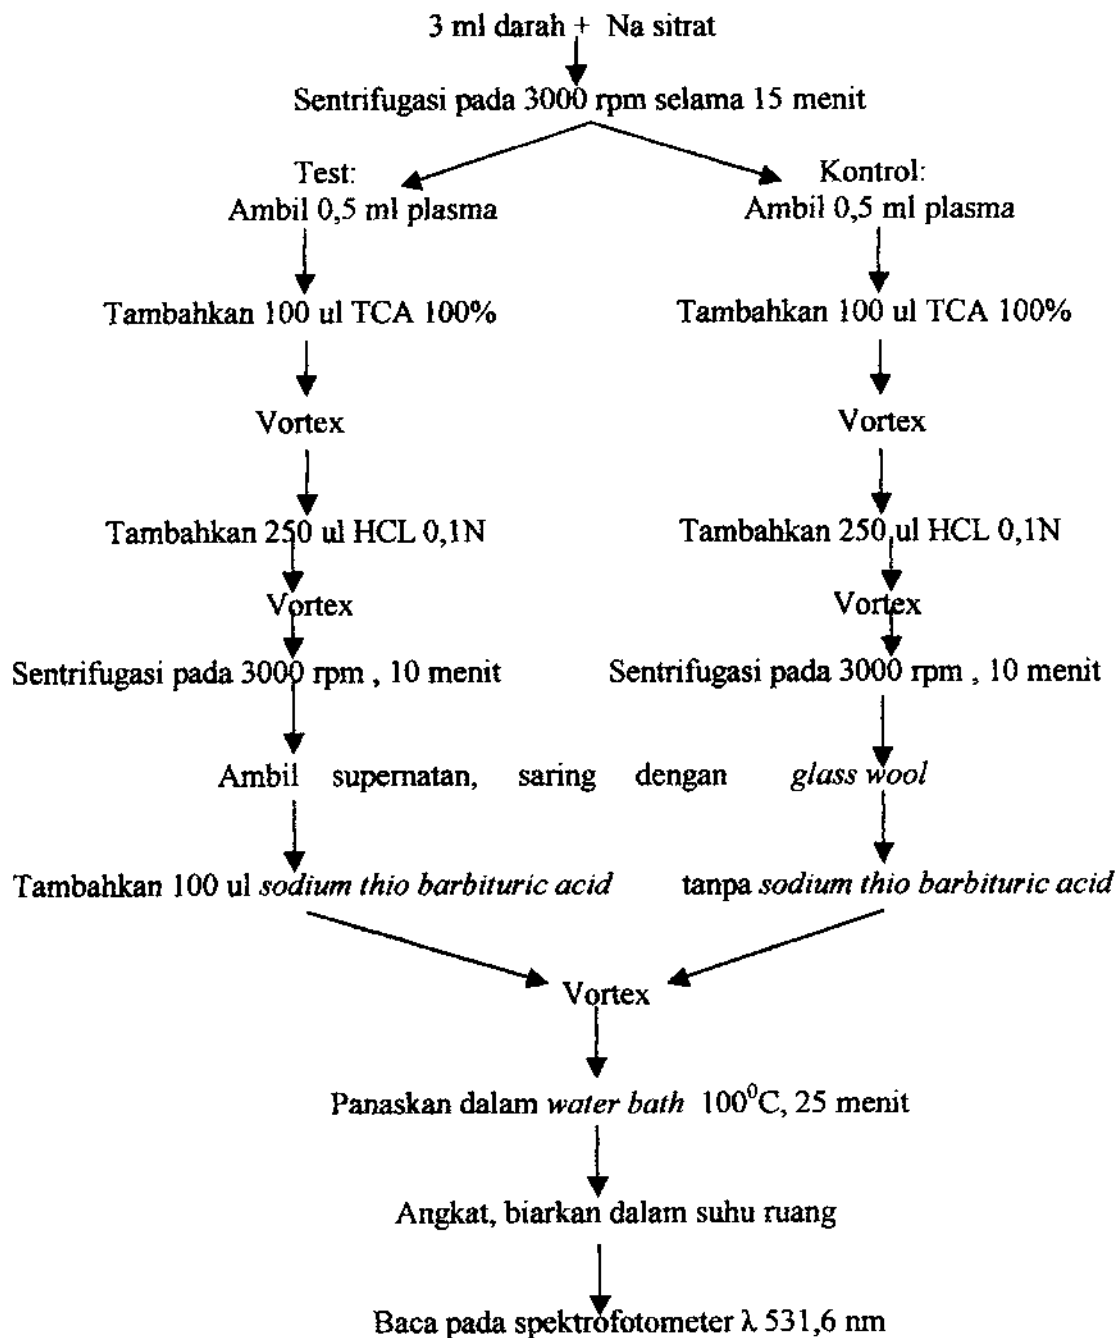 3 ml darah + Na sitrat
Sentrifugasi pada 3000 rpm selama 15 menit
Test:
Ambil 0,5 ml plasma
Kontrol:
Ambil 0,5 ml plasma
Tambahkan 100 ul TCA 100%
Tambahkan 100 ul TCA 100%
Vortex
Vortex
Tambahkan 250 ul HCL 0,1N
Tambahkan 250 ul HCL 0,1N
Vortex
Vortex
Sentrifugasi pada 3000 rpm , 10 menit
Sentrifugasi pada 3000 rpm , 10 menit
Ambil supernatan, saring dengan glass wool
Tambahkan 100 ul sodium thio barbituric acid
tanpa sodium thio barbituric acid
Vortex
Panaskan dalam water bath 100⁰C, 25 menit
Angkat, biarkan dalam suhu ruang
Baca pada spektrofotometer λ 531,6 nm